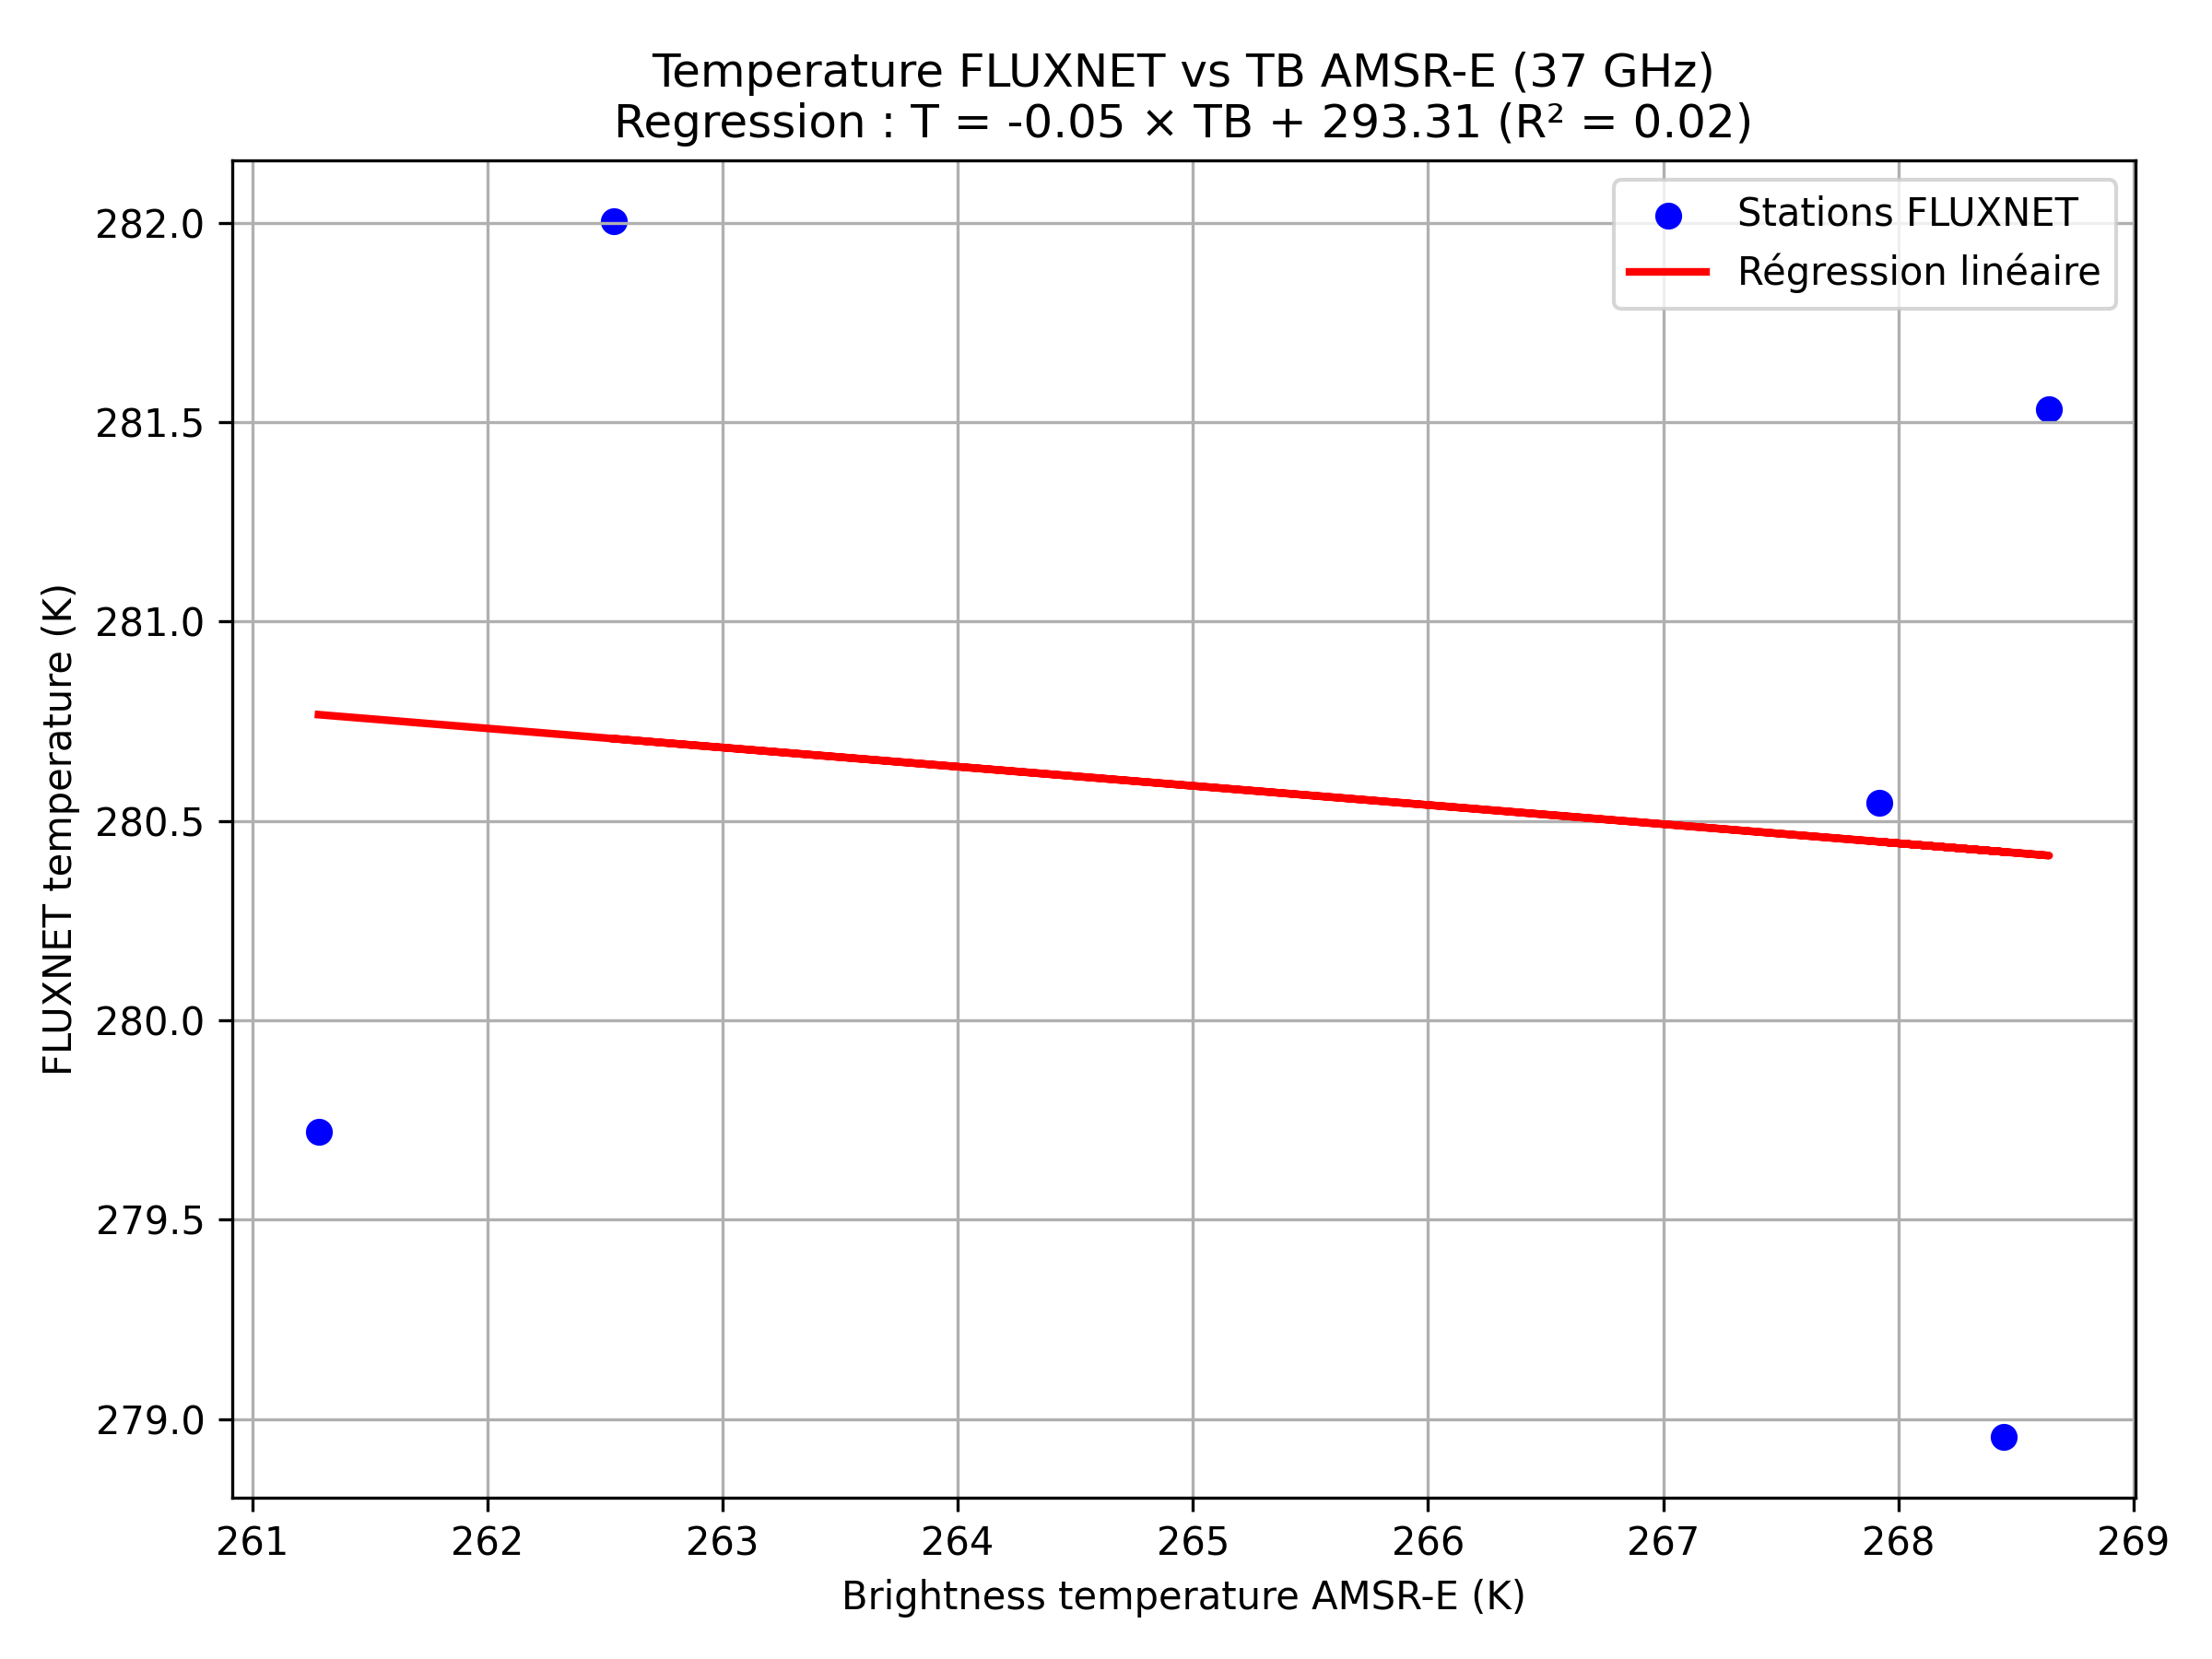 Temperature FLUXNET vs TB AMSR-E (37 GHz)
Regression : T = -0.05 × TB + 293.31 (R² = 0.02)
Stations FLUXNET
Régression linéaire
FLUXNET temperature (K)
282.0
281.5
281.0
280.5
280.0
279.5
279.0
261 262 263 264 265 266 267 268 269
Brightness temperature AMSR-E (K)